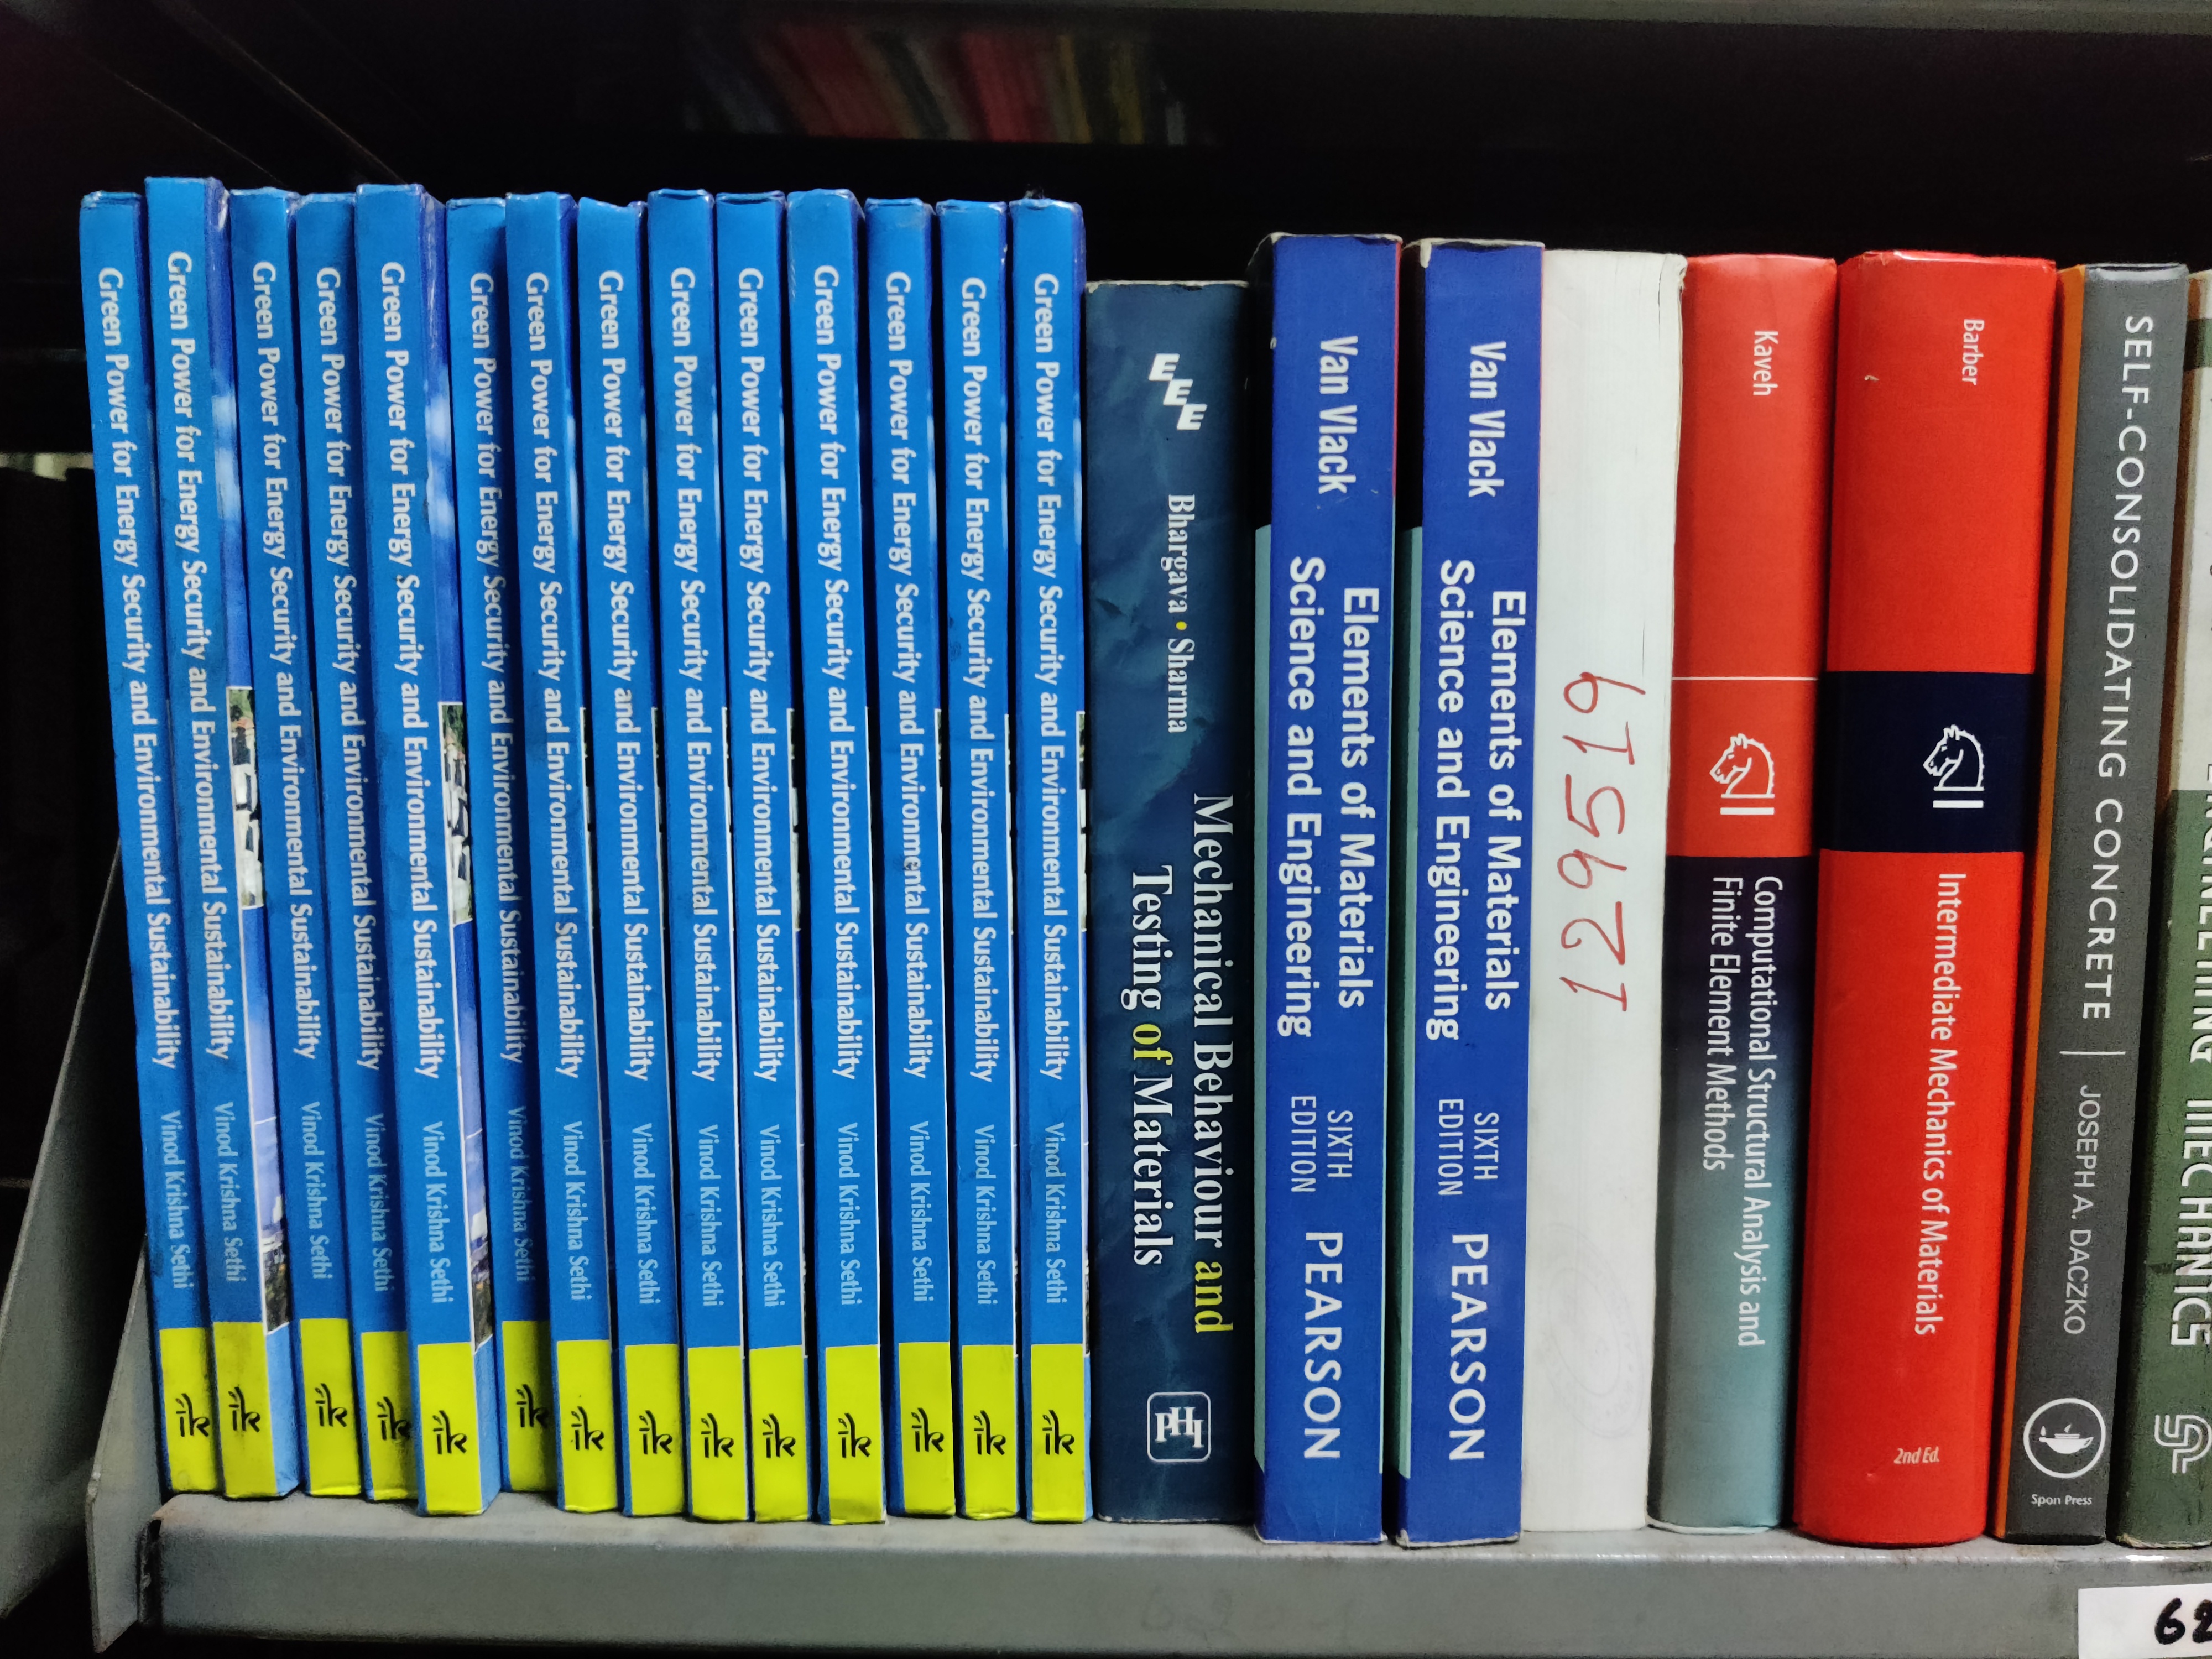 Green Power for Energy Security and Environmental Sustainability Vinod Krishna Sethi ik
Green Power for Energy Security and Environmental Sustainability Vinod Krishna Sethi ik
Green Power for Energy Security and Environmental Sustainability Vinod Krishna Sethi ik
Green Power for Energy Security and Environmental Sustainability Vinod Krishna Sethi ik
Green Power for Energy Security and Environmental Sustainability Vinod Krishna Sethi ik
Green Power for Energy Security and Environmental Sustainability Vinod Krishna Sethi ik
Green Power for Energy Security and Environmental Sustainability Vinod Krishna Sethi ik
Green Power for Energy Security and Environmental Sustainability Vinod Krishna Sethi ik
Green Power for Energy Security and Environmental Sustainability Vinod Krishna Sethi ik
Green Power for Energy Security and Environmental Sustainability Vinod Krishna Sethi ik
Green Power for Energy Security and Environmental Sustainability Vinod Krishna Sethi ik
Green Power for Energy Security and Environmental Sustainability Vinod Krishna Sethi ik
Green Power for Energy Security and Environmental Sustainability Vinod Krishna Sethi ik
Green Power for Energy Security and Environmental Sustainability Vinod Krishna Sethi ik
EEE
Bhargava • Sharma
Mechanical Behaviour and
Testing of Materials
PHI
Van Vlack
Elements of Materials
Science and Engineering
SIXTH
EDITION
PEARSON
Van Vlack
Elements of Materials
Science and Engineering
SIXTH
EDITION
PEARSON
129519
Kaveh
Computational Structural Analysis and
Finite Element Methods
Barber
Intermediate Mechanics of Materials
2nd Ed.
SELF-CONSOLIDATING CONCRETE | JOSEPH A. DACZKO
Spon Press
MECHANICS
62